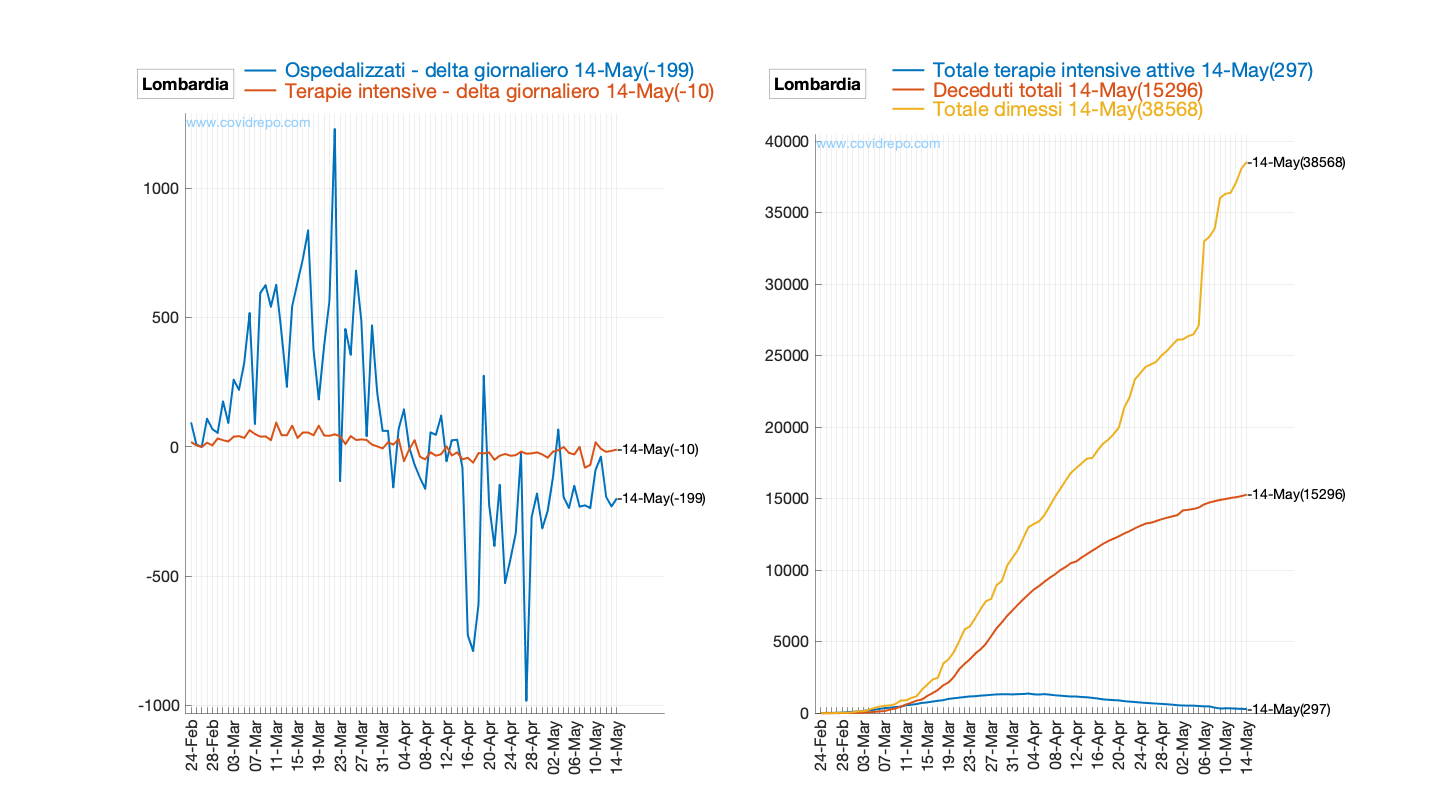 Lombardia
Ospedalizzati - delta giornaliero 14-May(-199)
Terapie intensive - delta giornaliero 14-May(-10)
www.covidrepo.com
1000
500
0
-500
-1000
-14-May(-10)
-14-May(-199)
24-Feb
28-Feb
03-Mar
07-Mar
11-Mar
15-Mar
19-Mar
23-Mar
27-Mar
31-Mar
04-Apr
08-Apr
12-Apr
16-Apr
20-Apr
24-Apr
28-Apr
02-May
06-May
10-May
14-May
Lombardia
Totale terapie intensive attive 14-May(297)
Deceduti totali 14-May(15296)
Totale dimessi 14-May(38568)
www.covidrepo.com
40000
35000
30000
25000
20000
15000
10000
5000
0
-14-May(38568)
-14-May(15296)
-14-May(297)
24-Feb
28-Feb
03-Mar
07-Mar
11-Mar
15-Mar
19-Mar
23-Mar
27-Mar
31-Mar
04-Apr
08-Apr
12-Apr
16-Apr
20-Apr
24-Apr
28-Apr
02-May
06-May
10-May
14-May